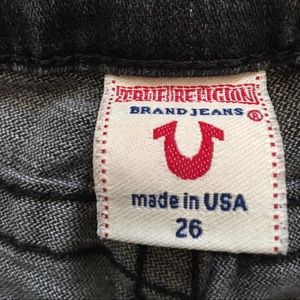 TRUE RELIGION
BRAND JEANS ®
made in USA
26